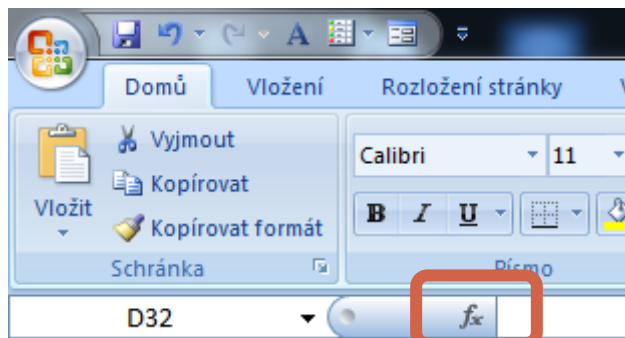 A
Domů Vložení Rozložení stránky
Vyjmout
Kopírovat
Vložit
Kopírovat formát
Schránka
Calibri 11
B I U
Písmo
D32 fx